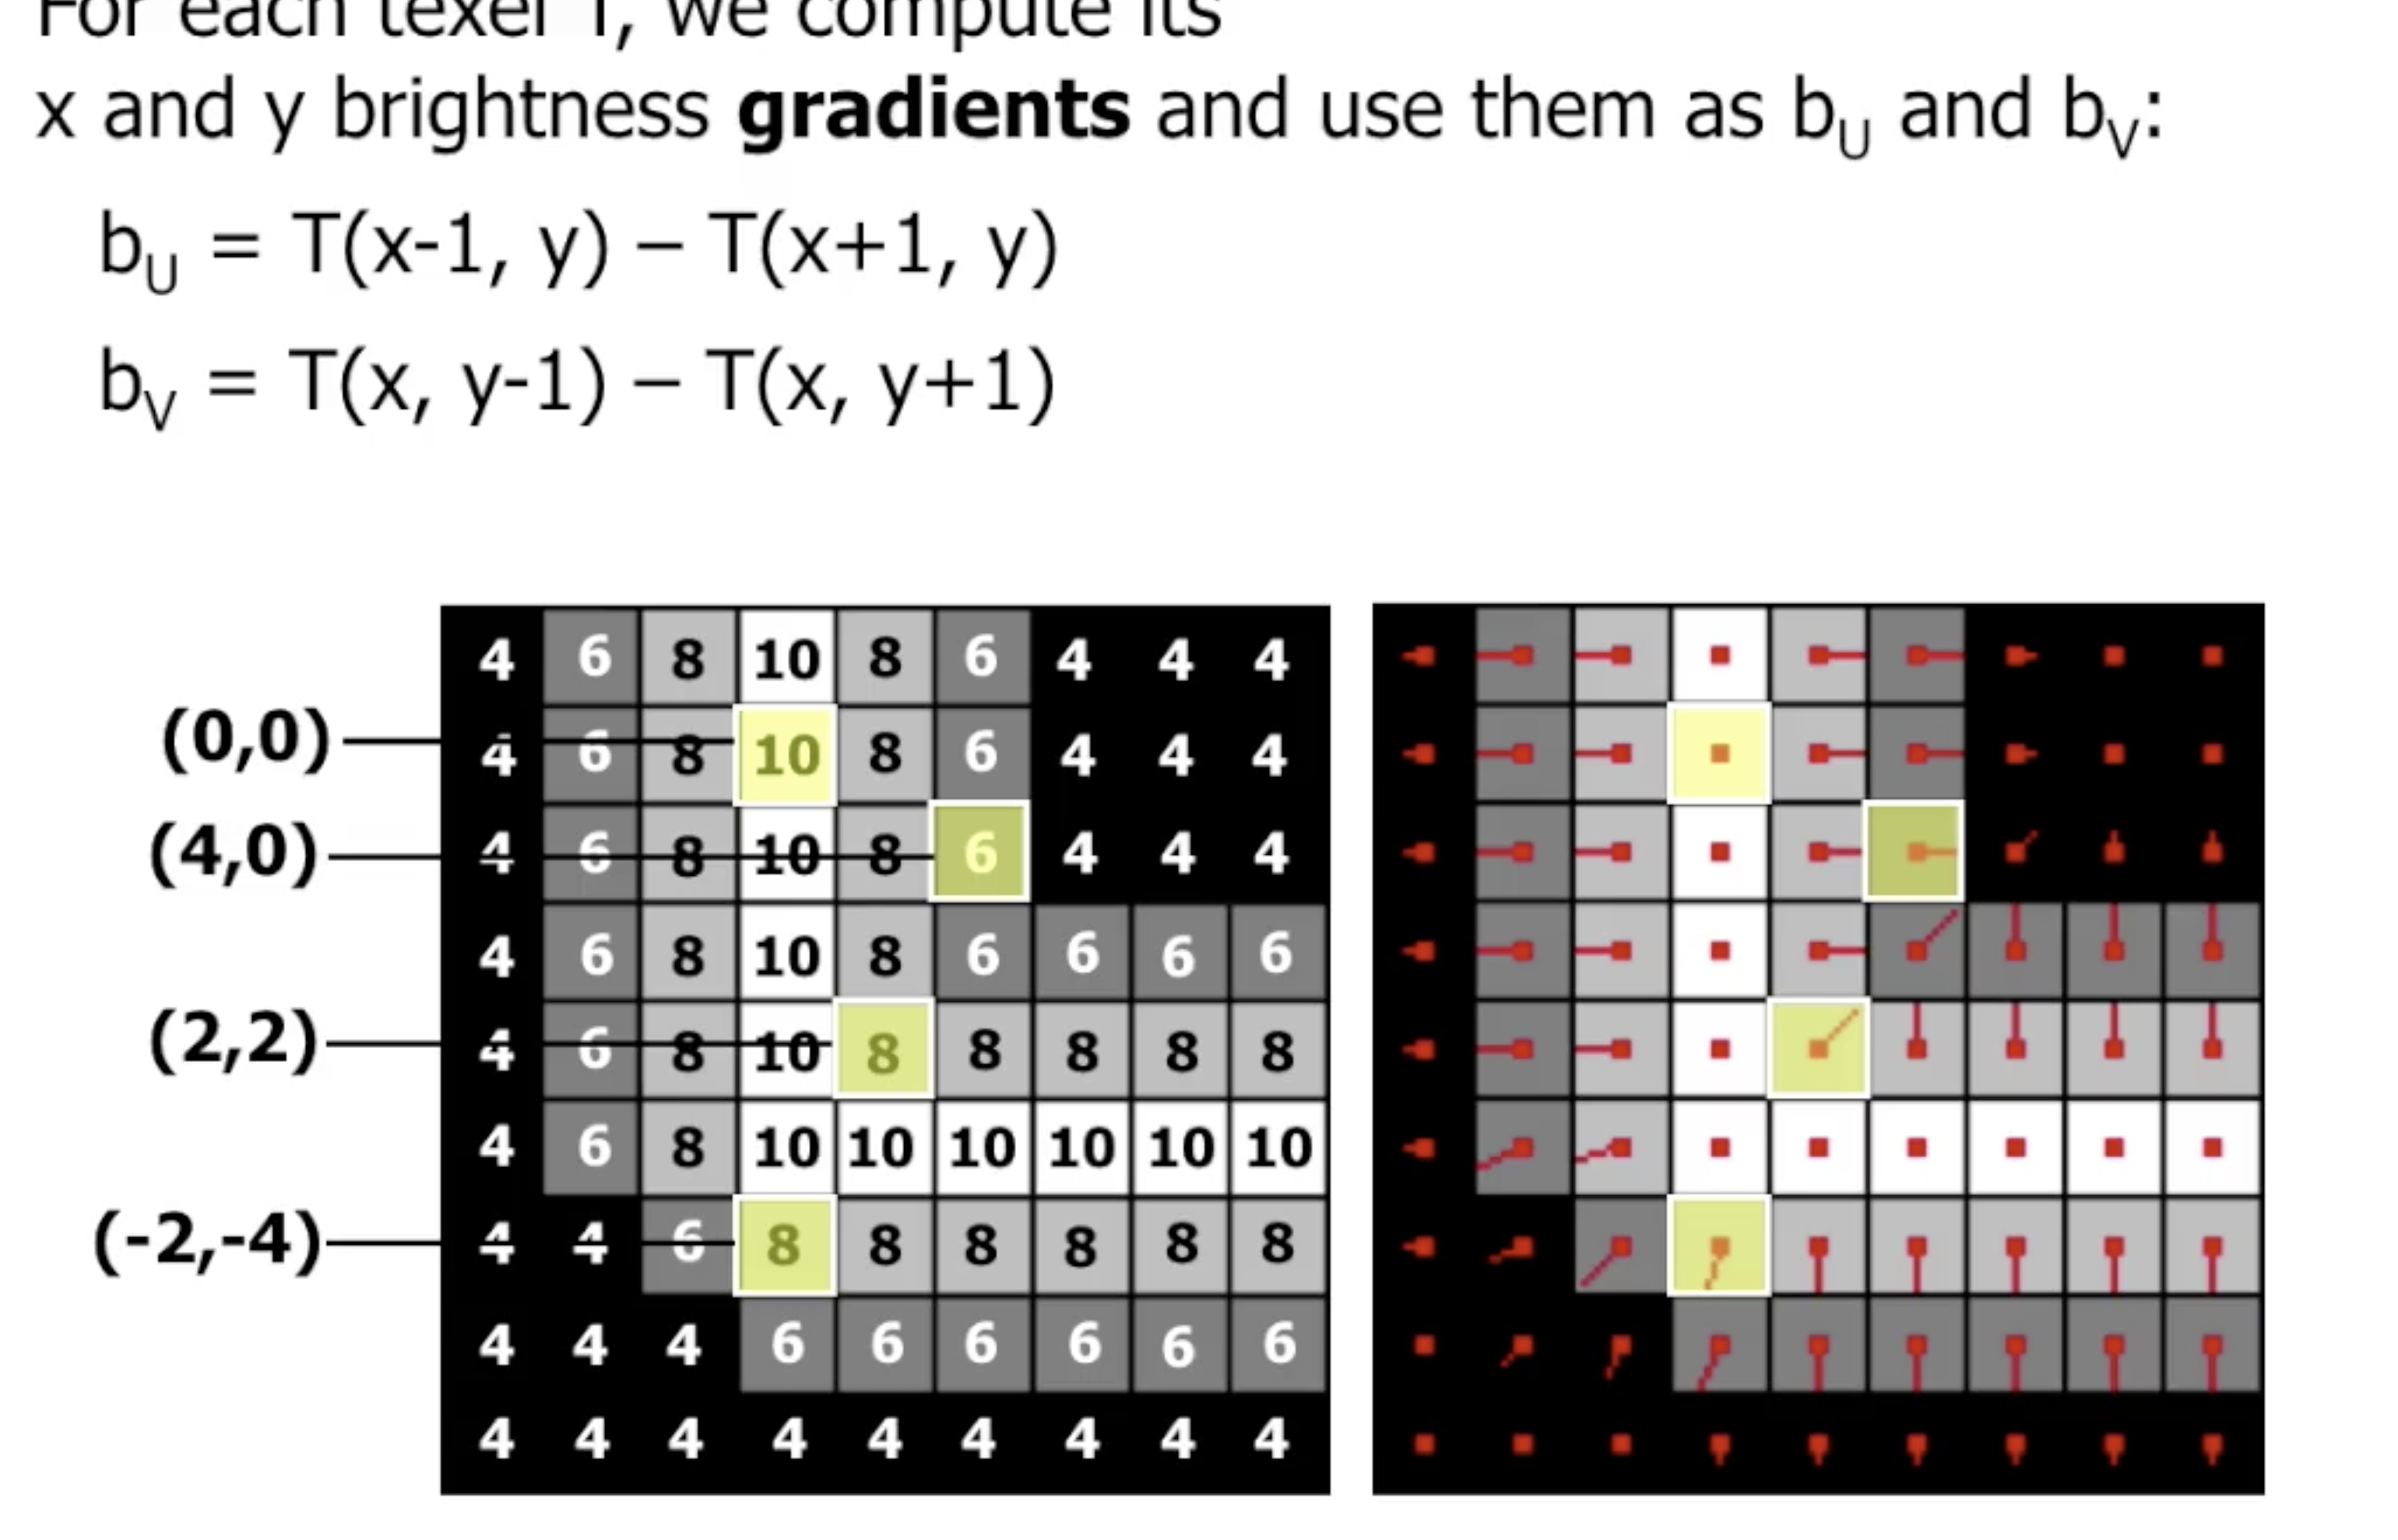 For each texel T, we compute its
x and y brightness gradients and use them as bU and bV:
bU = T(x-1, y) – T(x+1, y)
bV = T(x, y-1) – T(x, y+1)
4 6 8 10 8 6 4 4 4
(0,0) 4 6 8 10 8 6 4 4 4
(4,0) 4 6 8 10 8 6 4 4 4
4 6 8 10 8 6 6 6 6
(2,2) 4 6 8 10 8 8 8 8 8
4 6 8 10 10 10 10 10 10
(-2,-4) 4 4 6 8 8 8 8 8 8
4 4 4 6 6 6 6 6 6
4 4 4 4 4 4 4 4 4